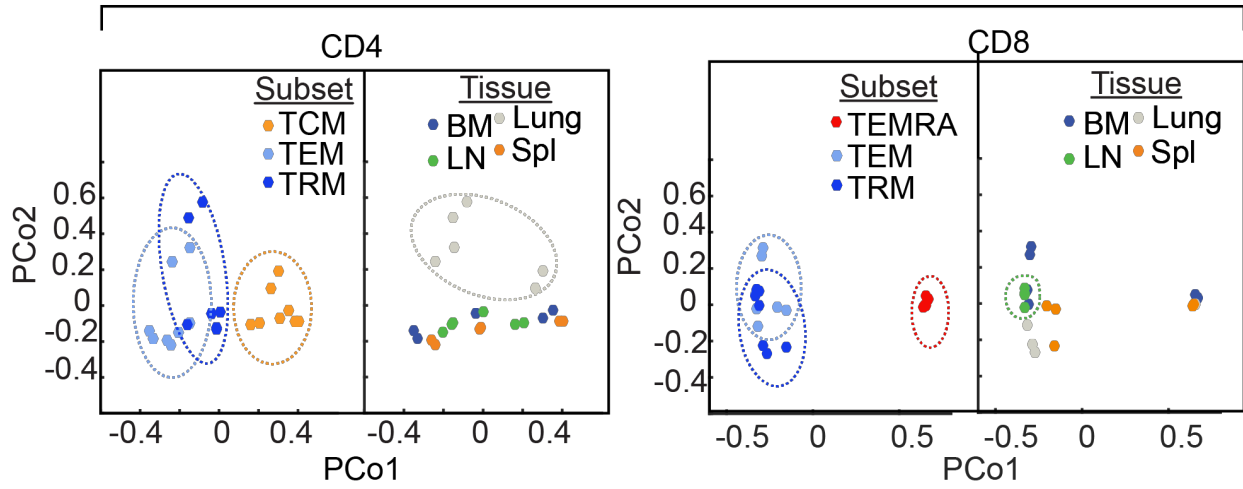 CD4
CD8
Subset
TCM
TEM
TRM
Tissue
BM Lung
LN Spl
Subset
TEMRA
TEM
TRM
Tissue
BM Lung
LN Spl
PCo2
0.6
0.4
0.2
0
-0.2
-0.4
-0.4 0 0.4
-0.4 0 0.4
PCo1
PCo2
0.6
0.4
0.2
0
-0.2
-0.4
-0.5 0 0.5
-0.5 0 0.5
PCo1